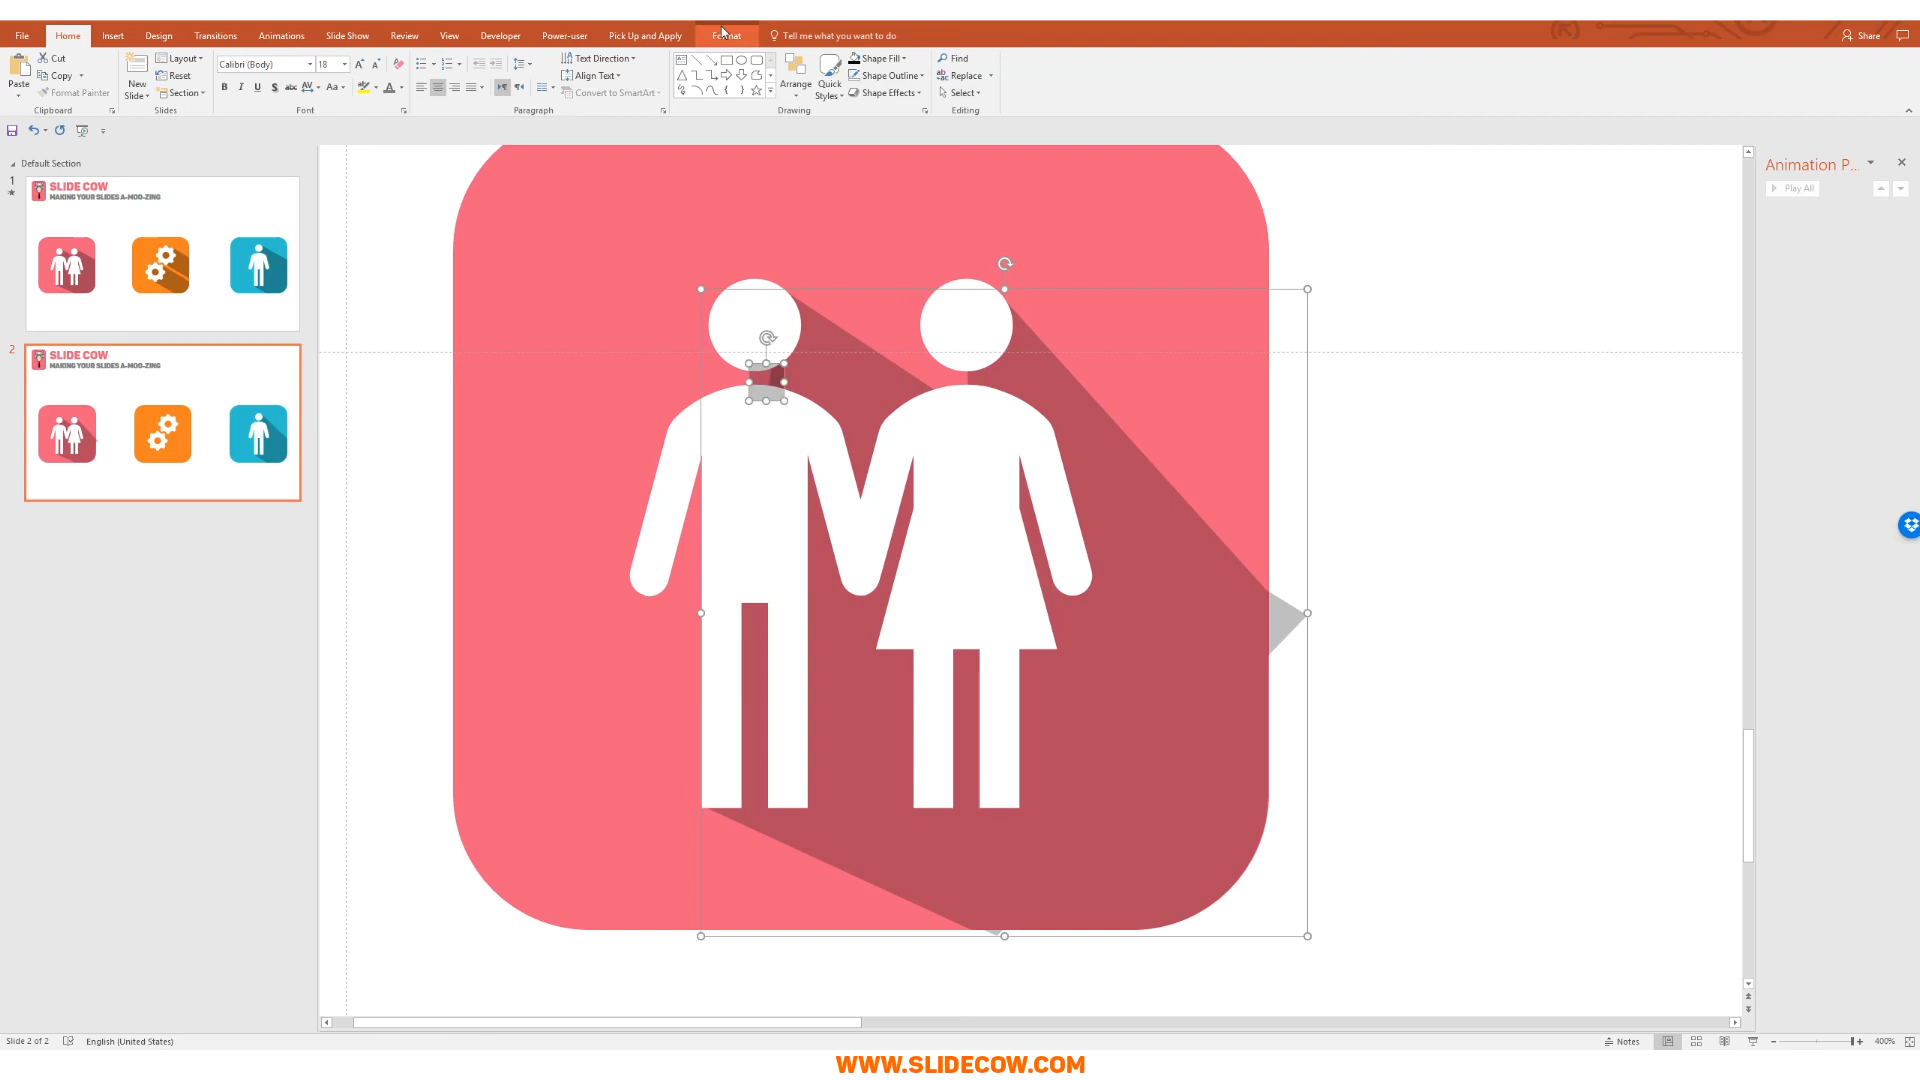 File Home Insert Design Transitions Animations Slide Show Review View Developer Power-user Pick Up and Apply Format Tell me what you want to do Share
Paste Cut Copy Format Painter Clipboard
New Slide Layout Reset Section Slides
Calibri (Body) 18 B I U S abc AV Aa A Font
Text Direction Align Text Convert to SmartArt Paragraph
Arrange Quick Styles Shape Fill Shape Outline Shape Effects Drawing
Find Replace Select Editing
Default Section
1
SLIDE COW
MAKING YOUR SLIDES A-MOO-ZING
2
SLIDE COW
MAKING YOUR SLIDES A-MOO-ZING
Animation P...
Play All
Slide 2 of 2 English (United States) Notes 400%
WWW.SLIDECOW.COM